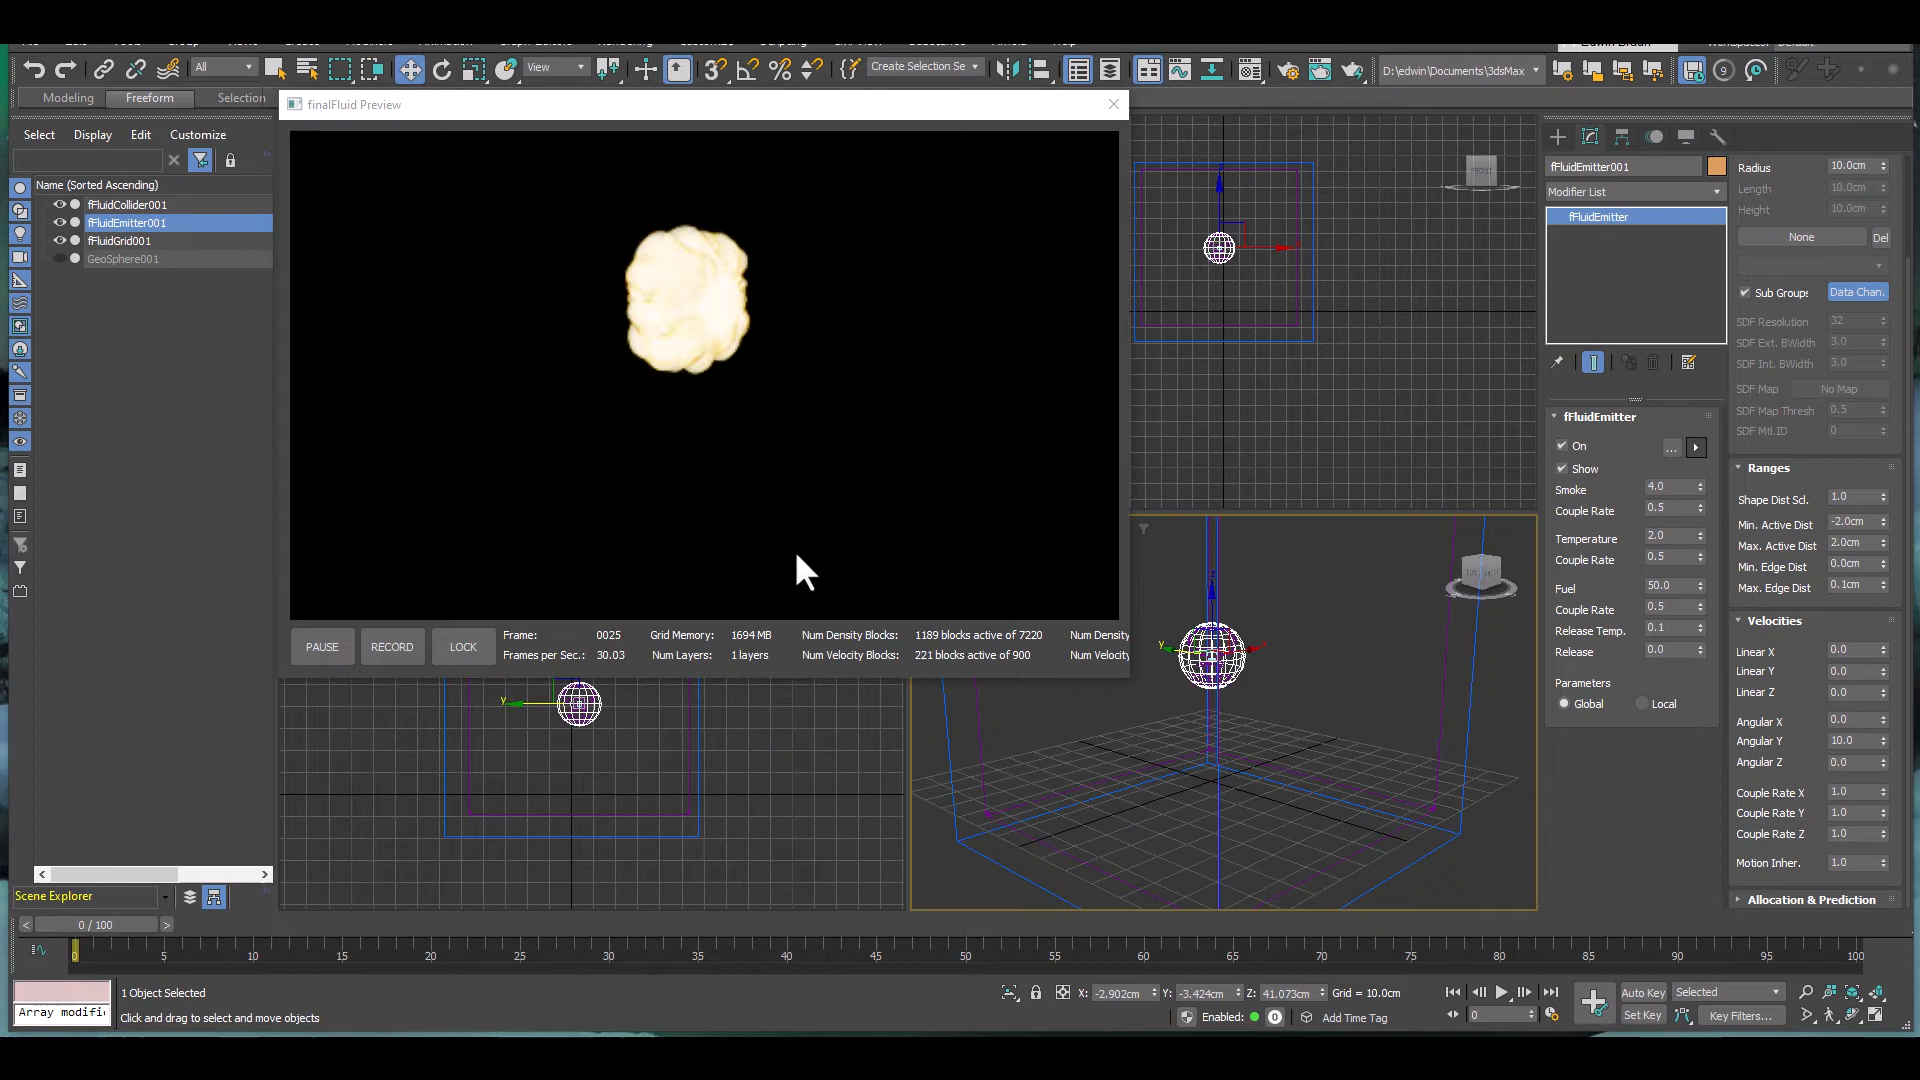 Edwin Braun
Workspaces: Default
All
View
Create Selection Se
D:\edwin\Documents\3dsMax
Modeling
Freeform
Selection
finalFluid Preview
Select
Display
Edit
Customize
Name (Sorted Ascending)
fFluidCollider001
fFluidEmitter001
fFluidGrid001
GeoSphere001
FRONT
fFluidEmitter001
Modifier List
fFluidEmitter
Radius 10.0cm
Length 10.0cm
Height 10.0cm
None
Del
Sub Groups
Data Chan.
SDF Resolution 32
SDF Ext. BWidth 3.0
SDF Int. BWidth 3.0
SDF Map No Map
SDF Map Thresh 0.5
SDF Mtl.ID 0
fFluidEmitter
On
...
Show
Smoke 4.0
Couple Rate 0.5
Temperature 2.0
Couple Rate 0.5
Fuel 50.0
Couple Rate 0.5
Release Temp. 0.1
Release 0.0
Parameters
Global
Local
Ranges
Shape Dist Scl. 1.0
Min. Active Dist -2.0cm
Max. Active Dist 2.0cm
Min. Edge Dist 0.0cm
Max. Edge Dist 0.1cm
Velocities
Linear X 0.0
Linear Y 0.0
Linear Z 0.0
Angular X 0.0
Angular Y 10.0
Angular Z 0.0
Couple Rate X 1.0
Couple Rate Y 1.0
Couple Rate Z 1.0
Motion Inher. 1.0
Allocation & Prediction
PAUSE
RECORD
LOCK
Frame: 0025 Grid Memory: 1694 MB Num Density Blocks: 1189 blocks active of 7220 Num Density
Frames per Sec.: 30.03 Num Layers: 1 layers Num Velocity Blocks: 221 blocks active of 900 Num Velocity
y
y
Scene Explorer
0 / 100
0 5 10 15 20 25 30 35 40 45 50 55 60 65 70 75 80 85 90 95 100
1 Object Selected
Array modifi
Click and drag to select and move objects
X: -2.902cm Y: -3.424cm Z: 41.073cm Grid = 10.0cm
Enabled:
0
Add Time Tag
0
Auto Key
Selected
Set Key
Key Filters...